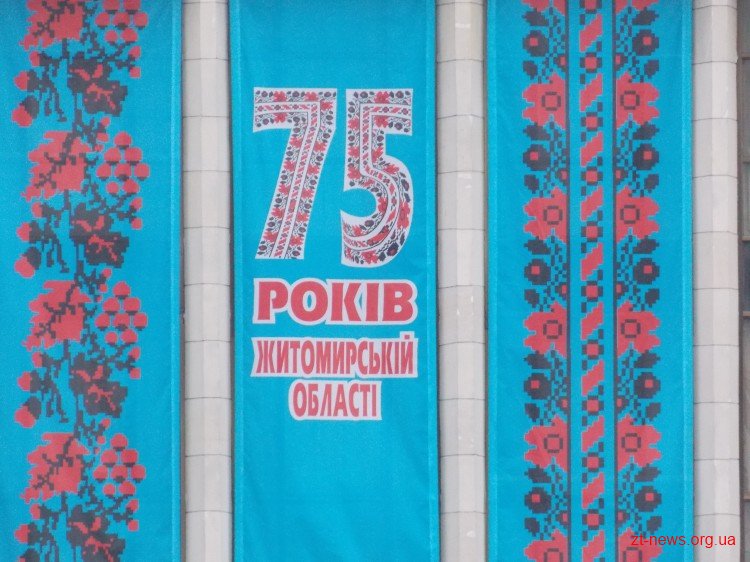 75
РОКІВ
ЖИТОМИРСЬКІЙ
ОБЛАСТІ
zt-news.org.ua